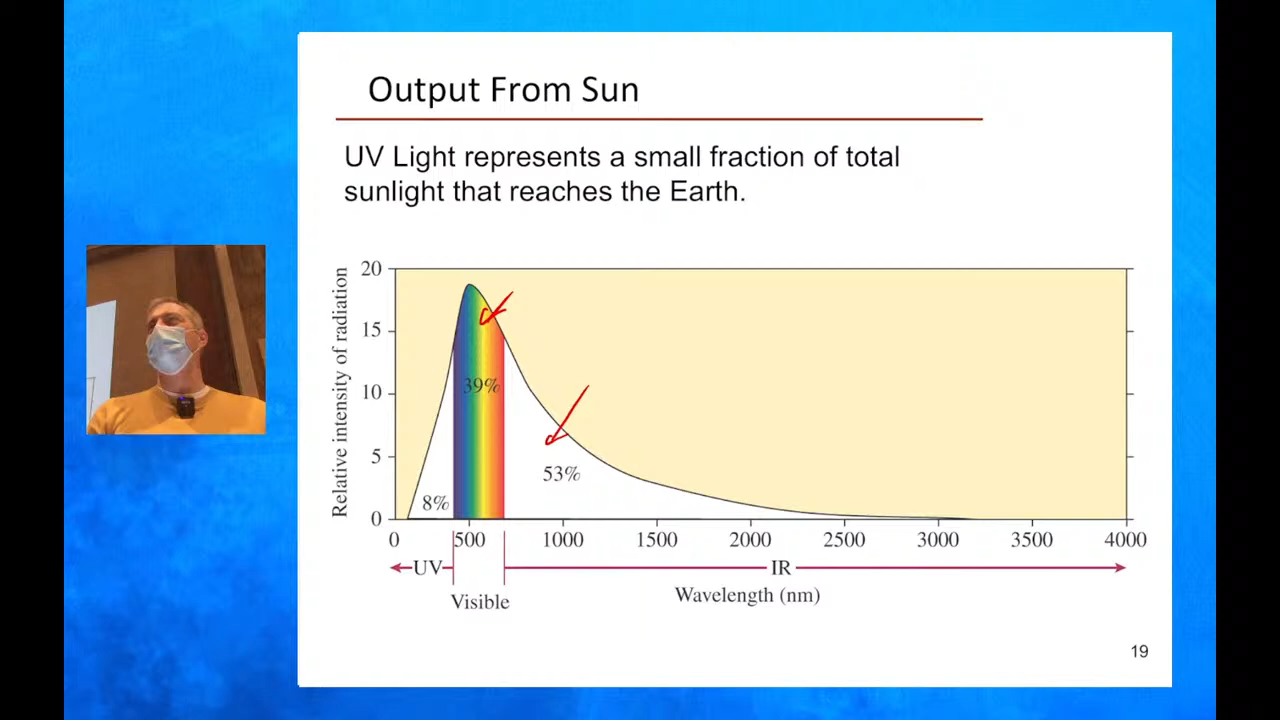 Output From Sun
UV Light represents a small fraction of total
sunlight that reaches the Earth.
Relative intensity of radiation
20
15
10
5
0
39%
53%
8%
0 500 1000 1500 2000 2500 3000 3500 4000
UV IR
Visible Wavelength (nm)
19